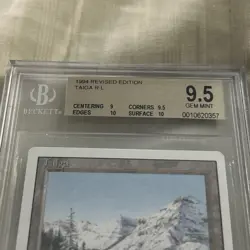 1994 REVISED EDITION
TAIGA R L
9.5
GEM MINT
CENTERING 9 CORNERS 9.5
EDGES 10 SURFACE 10
BECKETT
0010620357
Taiga